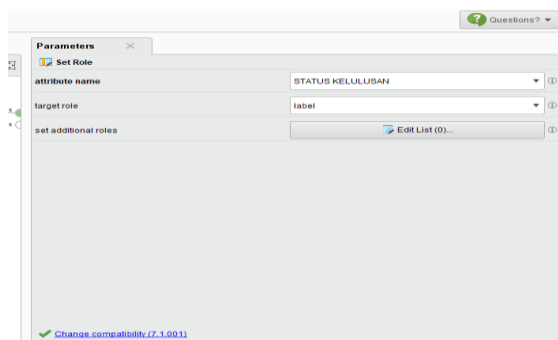 Questions?
Parameters
Set Role
attribute name STATUS KELULUSAN
target role label
set additional roles Edit List (0)...
Change compatibility (7.1.001)